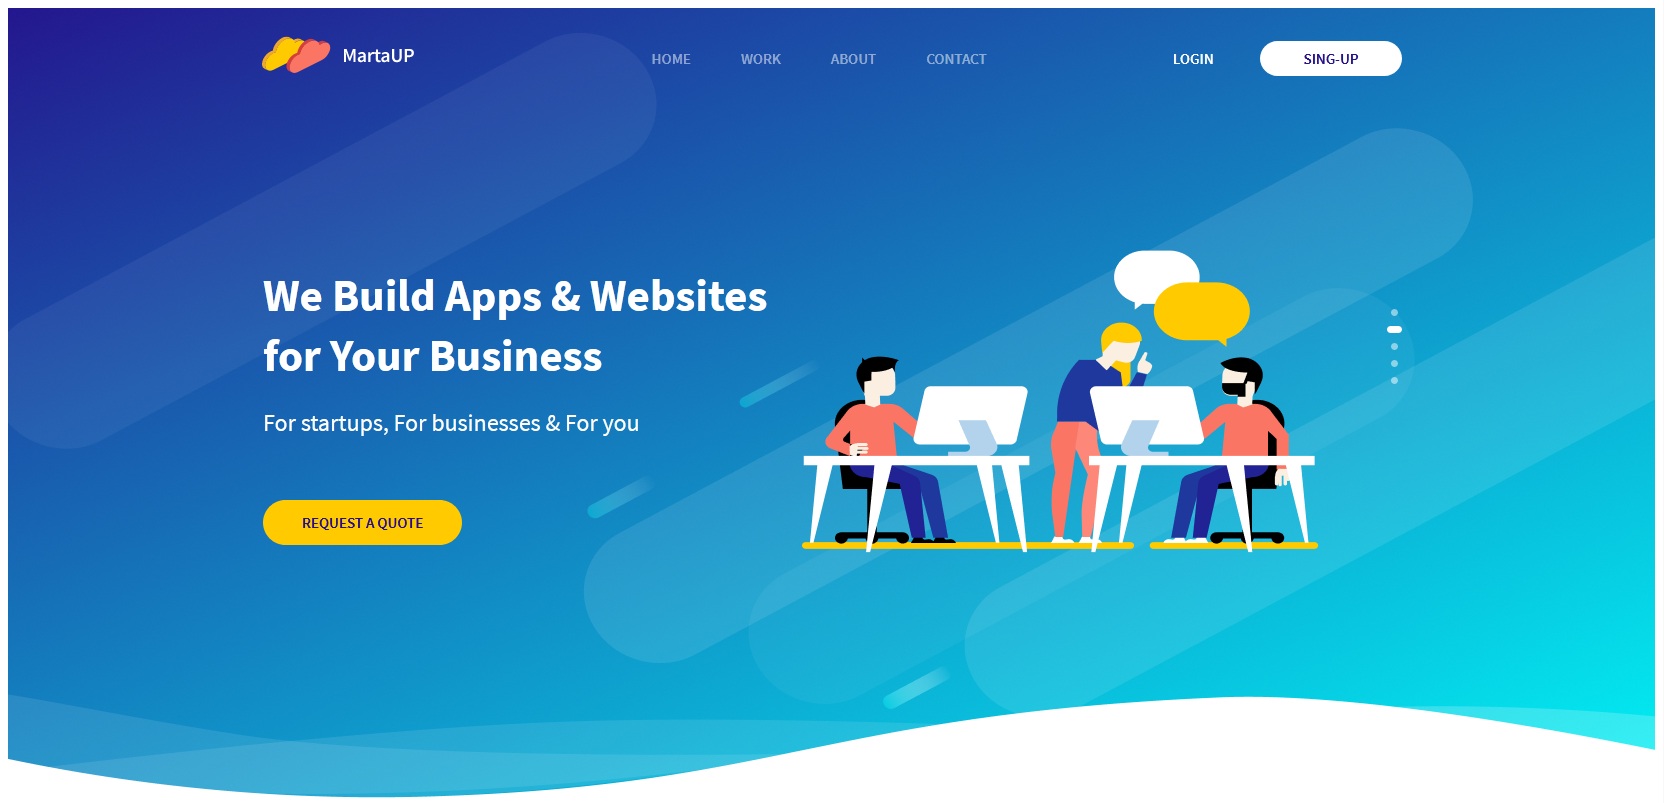 MartaUP
HOME WORK ABOUT CONTACT
LOGIN
SING-UP
We Build Apps & Websites
for Your Business
For startups, For businesses & For you
REQUEST A QUOTE